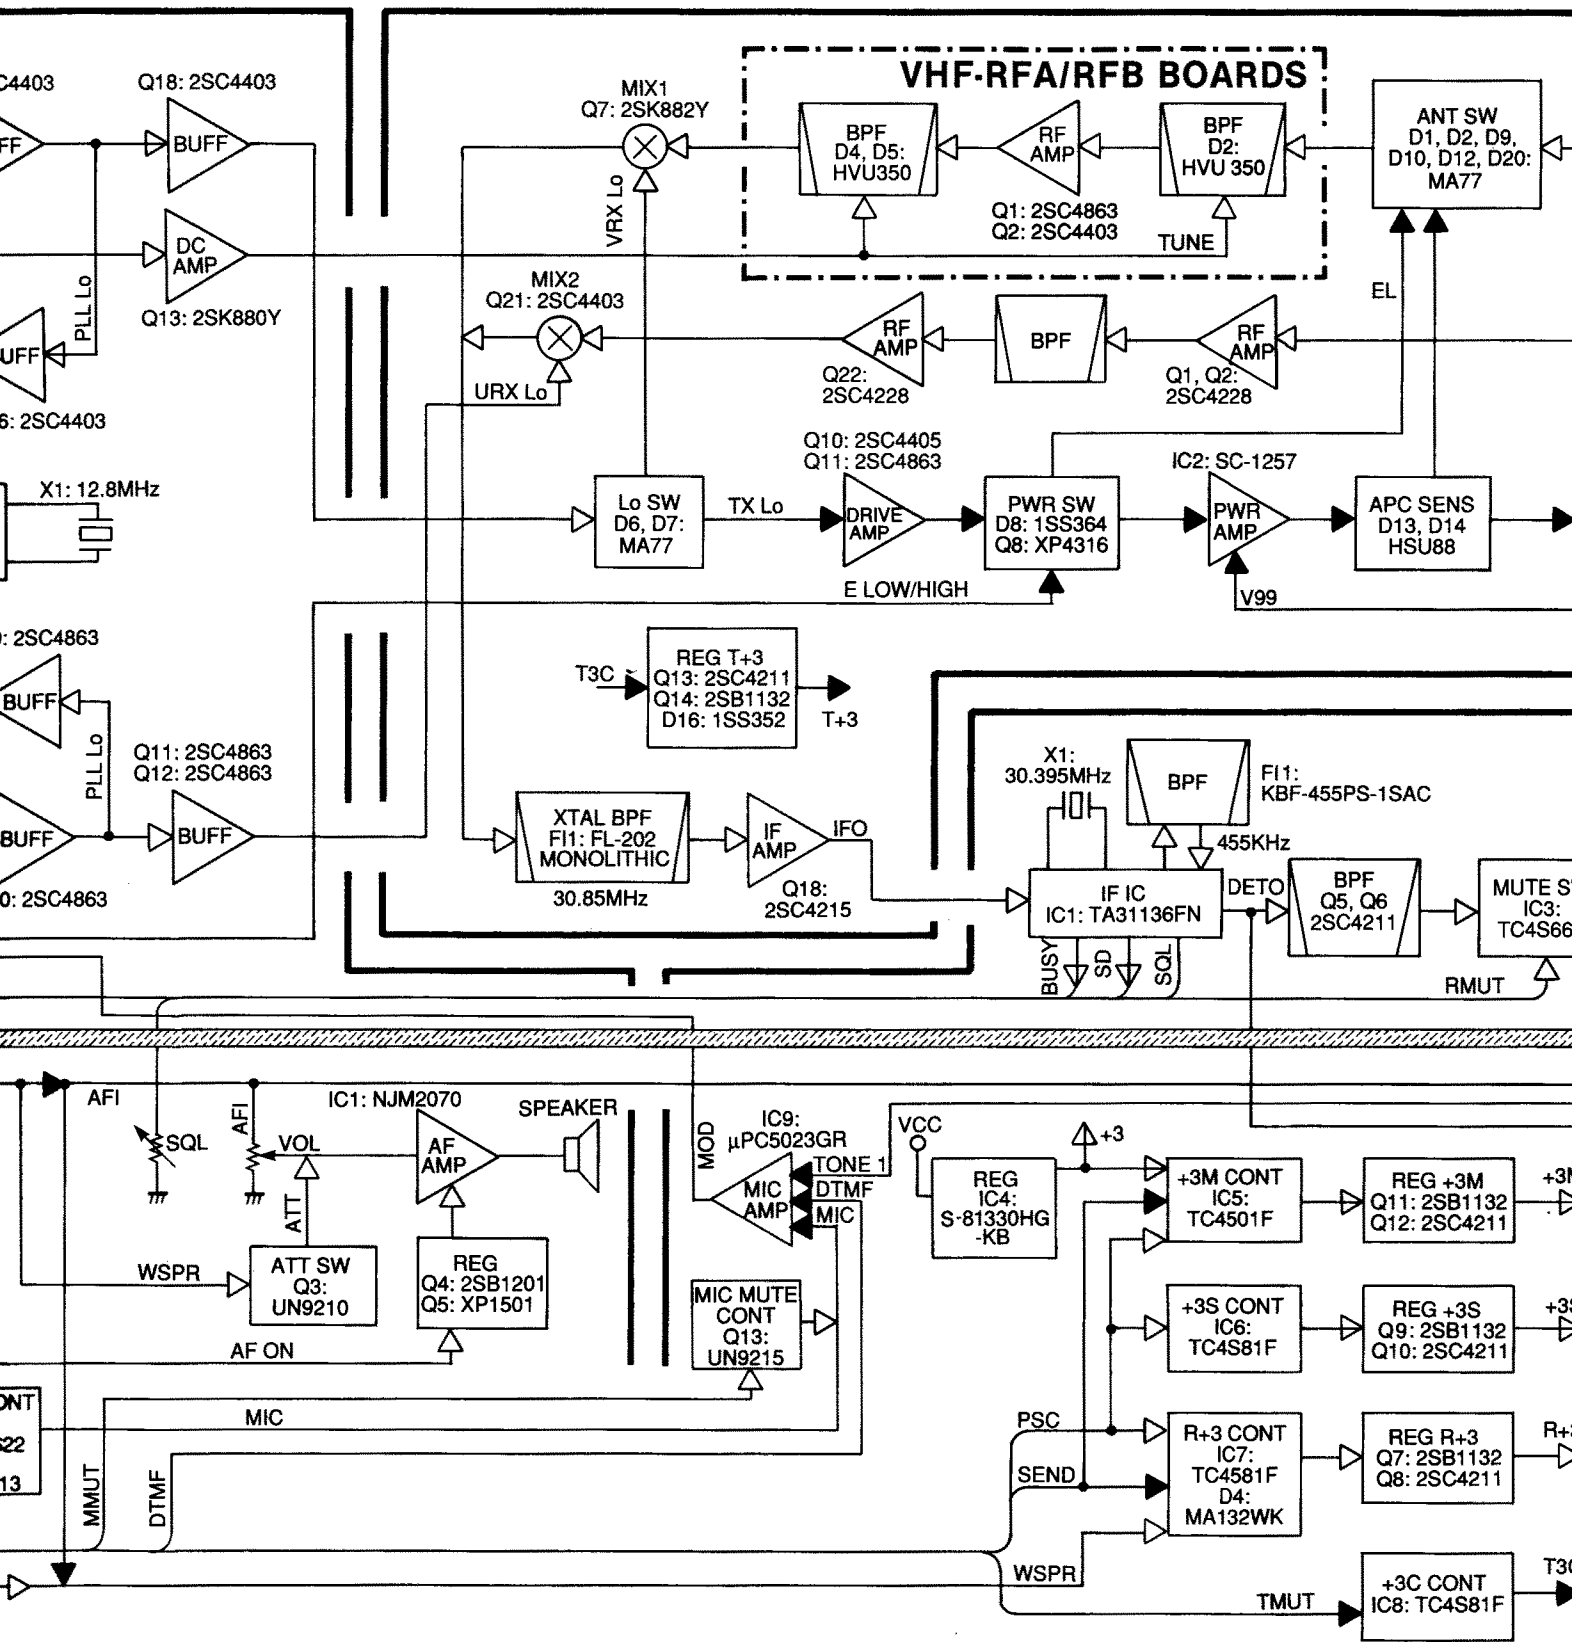 C4403
Q18: 2SC4403
FF
BUFF
DC
AMP
Q13: 2SK880Y
PLL Lo
UFF
6: 2SC4403
X1: 12.8MHz
MIX1
Q7: 2SK882Y
VRX Lo
MIX2
Q21: 2SC4403
URX Lo
VHF-RFA/RFB BOARDS
BPF
D4, D5:
HVU350
RF
AMP
Q1: 2SC4863
Q2: 2SC4403
BPF
D2:
HVU 350
TUNE
ANT SW
D1, D2, D9,
D10, D12, D20:
MA77
EL
RF
AMP
Q22:
2SC4228
BPF
RF
AMP
Q1, Q2:
2SC4228
Lo SW
D6, D7:
MA77
TX Lo
Q10: 2SC4405
Q11: 2SC4863
DRIVE
AMP
PWR SW
D8: 1SS364
Q8: XP4316
IC2: SC-1257
PWR
AMP
APC SENS
D13, D14
HSU88
E LOW/HIGH
V99
: 2SC4863
BUFF
PLL Lo
Q11: 2SC4863
Q12: 2SC4863
BUFF
BUFF
0: 2SC4863
T3C
REG T+3
Q13: 2SC4211
Q14: 2SB1132
D16: 1SS352
T+3
XTAL BPF
FI1: FL-202
MONOLITHIC
30.85MHz
IF
AMP
IFO
Q18:
2SC4215
X1:
30.395MHz
BPF
FI1:
KBF-455PS-1SAC
455KHz
IF IC
IC1: TA31136FN
DETO
BPF
Q5, Q6
2SC4211
MUTE S
IC3:
TC4S66
BUSY
SD
SQL
RMUT
AFI
SQL
AFI
VOL
IC1: NJM2070
AF
AMP
SPEAKER
ATT
WSPR
ATT SW
Q3:
UN9210
REG
Q4: 2SB1201
Q5: XP1501
AF ON
MOD
IC9:
μPC5023GR
MIC
AMP
TONE 1
DTMF
MIC
MIC MUTE
CONT
Q13:
UN9215
VCC
REG
IC4:
S-81330HG
-KB
+3
+3M CONT
IC5:
TC4501F
REG +3M
Q11: 2SB1132
Q12: 2SC4211
+3M
+3S CONT
IC6:
TC4S81F
REG +3S
Q9: 2SB1132
Q10: 2SC4211
+3S
ONT
S22
13
MIC
MMUT
DTMF
PSC
SEND
R+3 CONT
IC7:
TC4581F
D4:
MA132WK
REG R+3
Q7: 2SB1132
Q8: 2SC4211
R+3
WSPR
TMUT
+3C CONT
IC8: TC4S81F
T3C